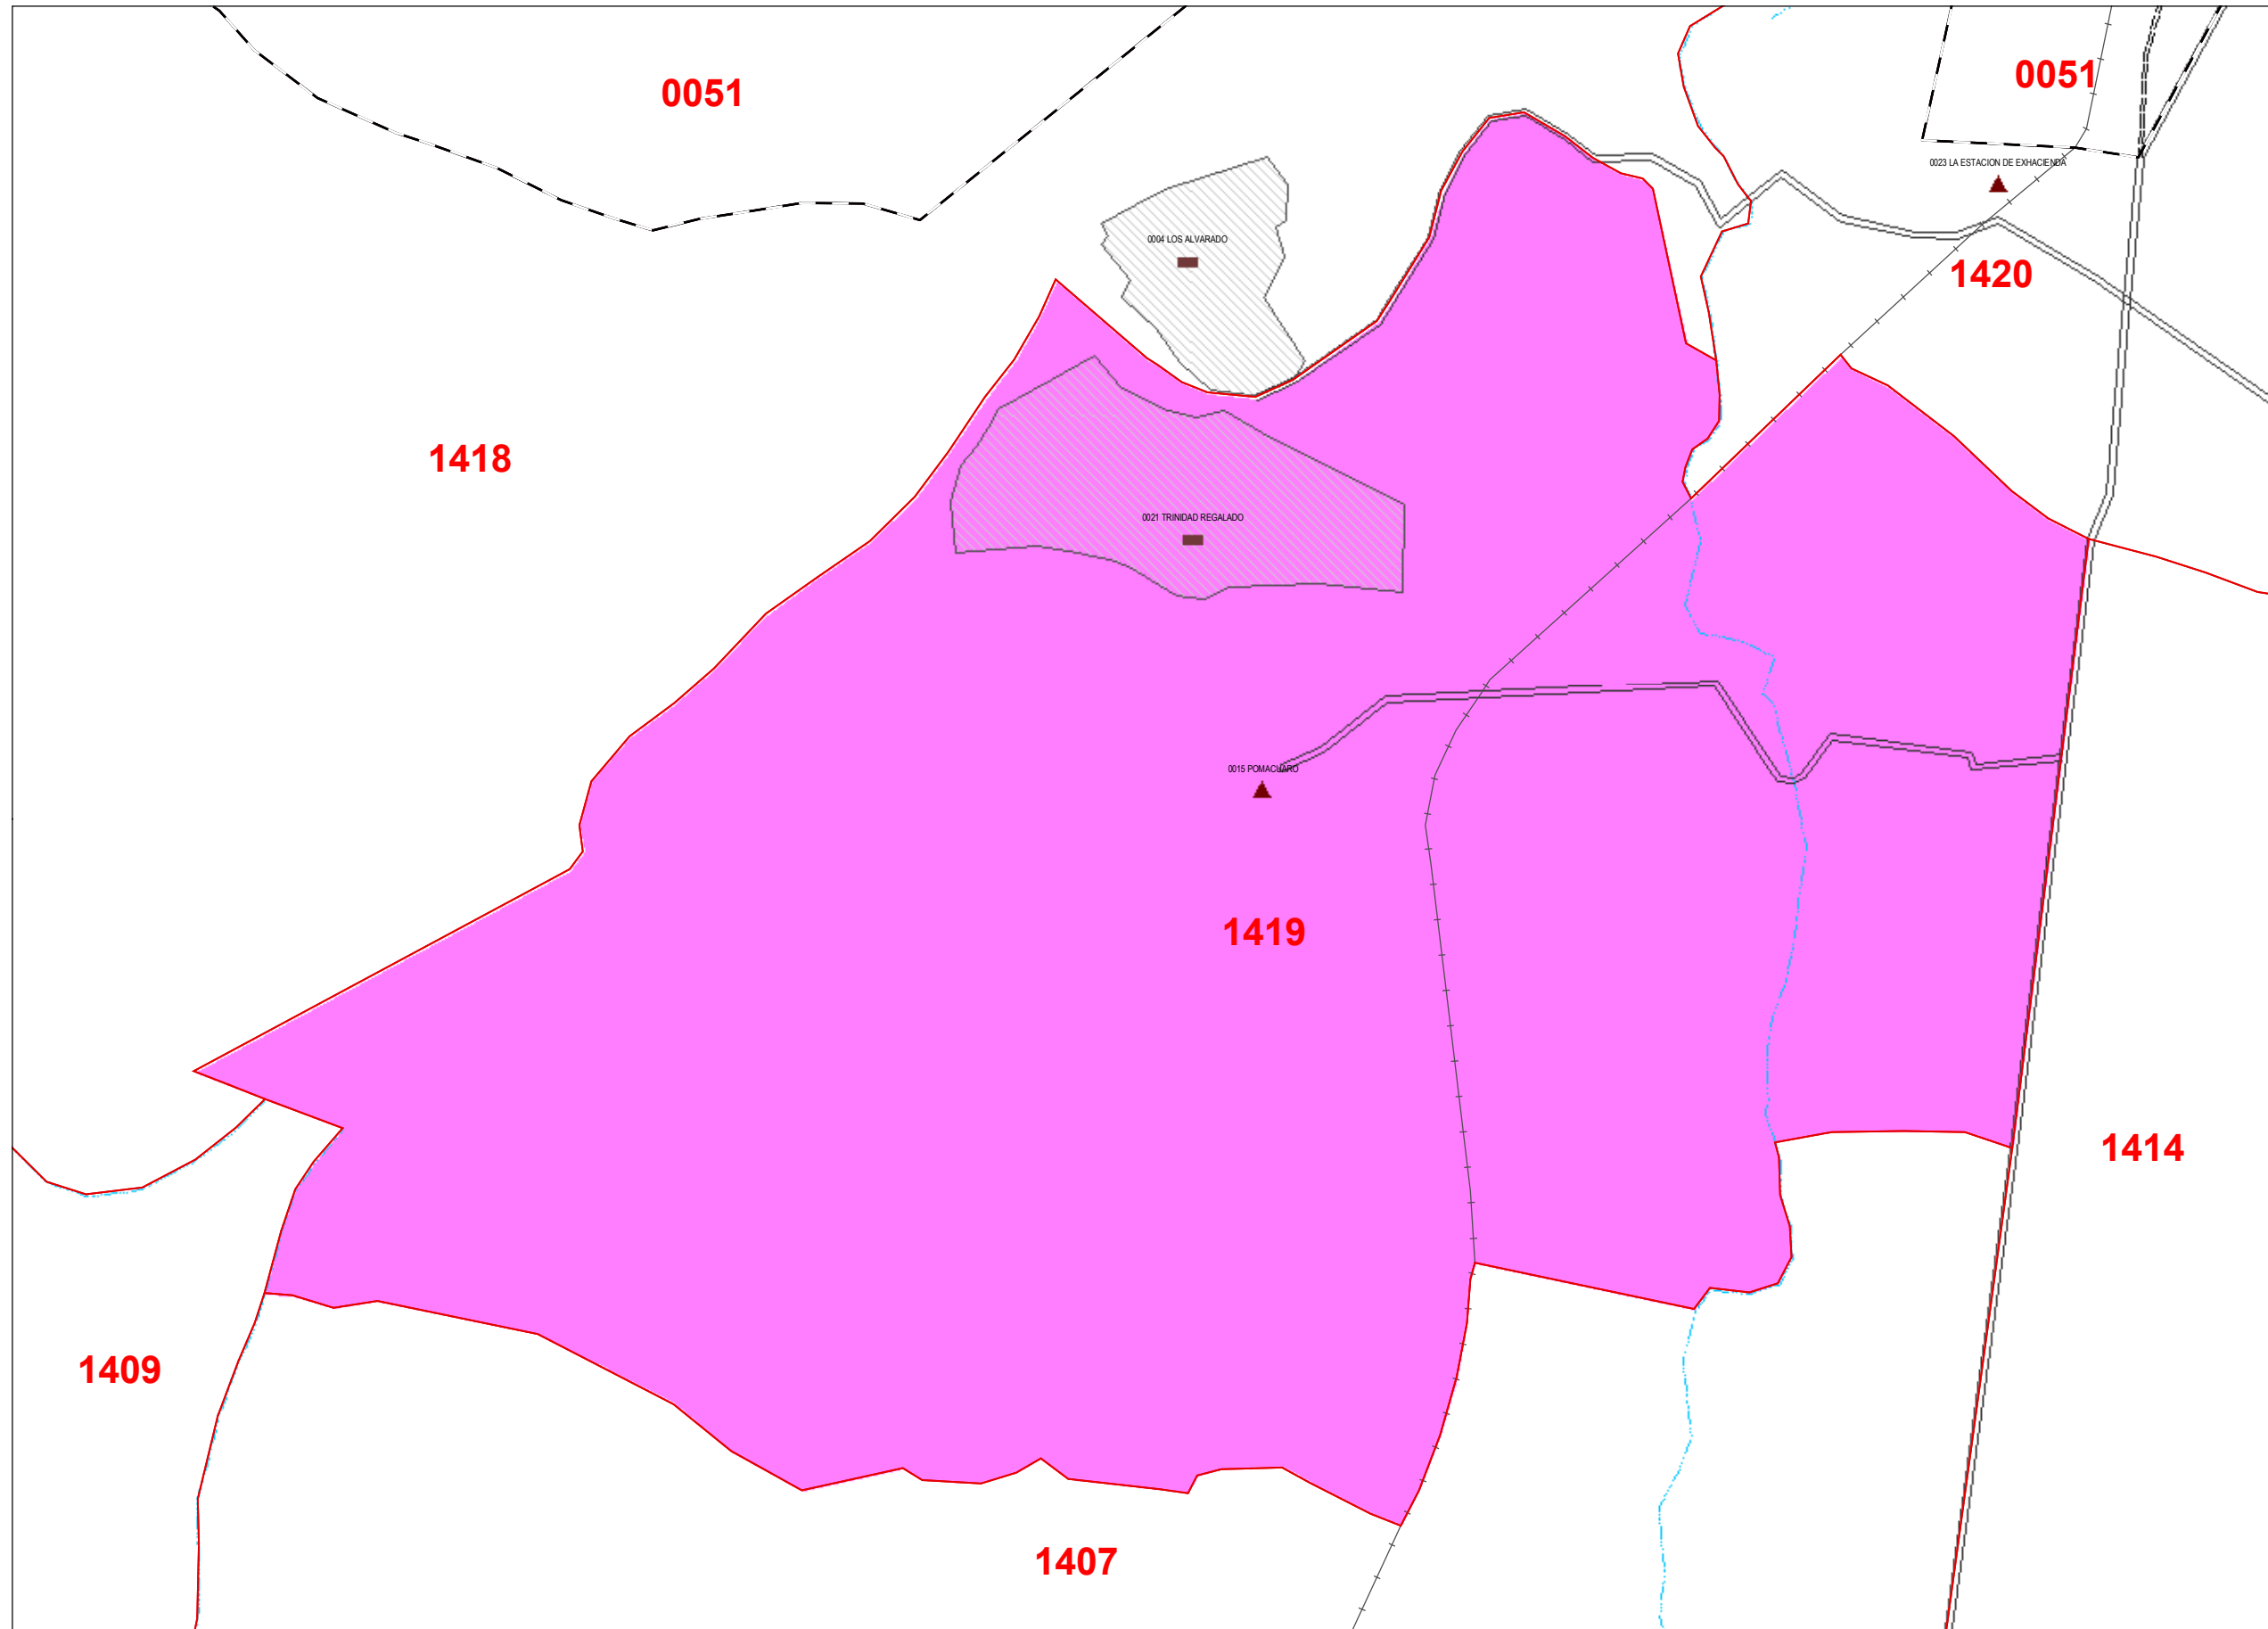 0051
0051
0023 LA ESTACION DE EXHACIENDA
0004 LOS ALVARADO
1420
1418
0021 TRINIDAD REGALADO
0015 POMACUARO
1419
1414
1409
1407